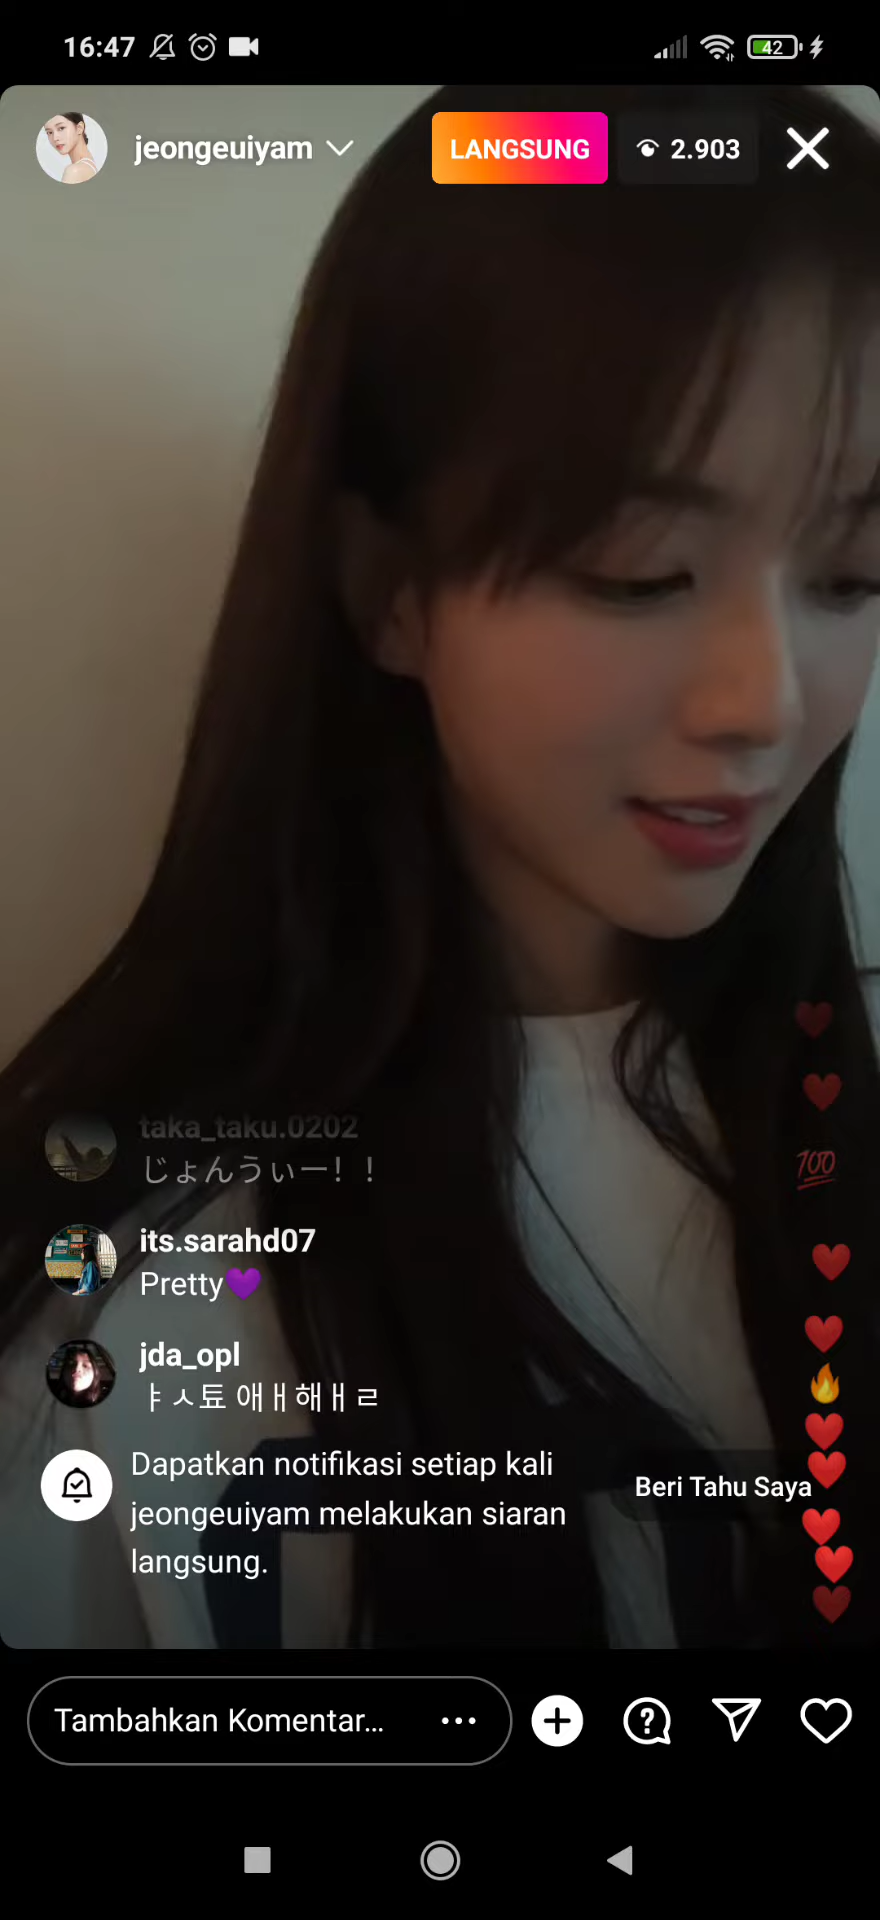 16:47
42
jeongeuiyam
LANGSUNG
2.903
taka_taku.0202
じょんうぃー！！
💯
its.sarahd07
Pretty💜
jda_opl
ㅑㅅ툐 애ㅐ해ㅐㄹ
Dapatkan notifikasi setiap kali
jeongeuiyam melakukan siaran
langsung.
Beri Tahu Saya
Tambahkan Komentar...